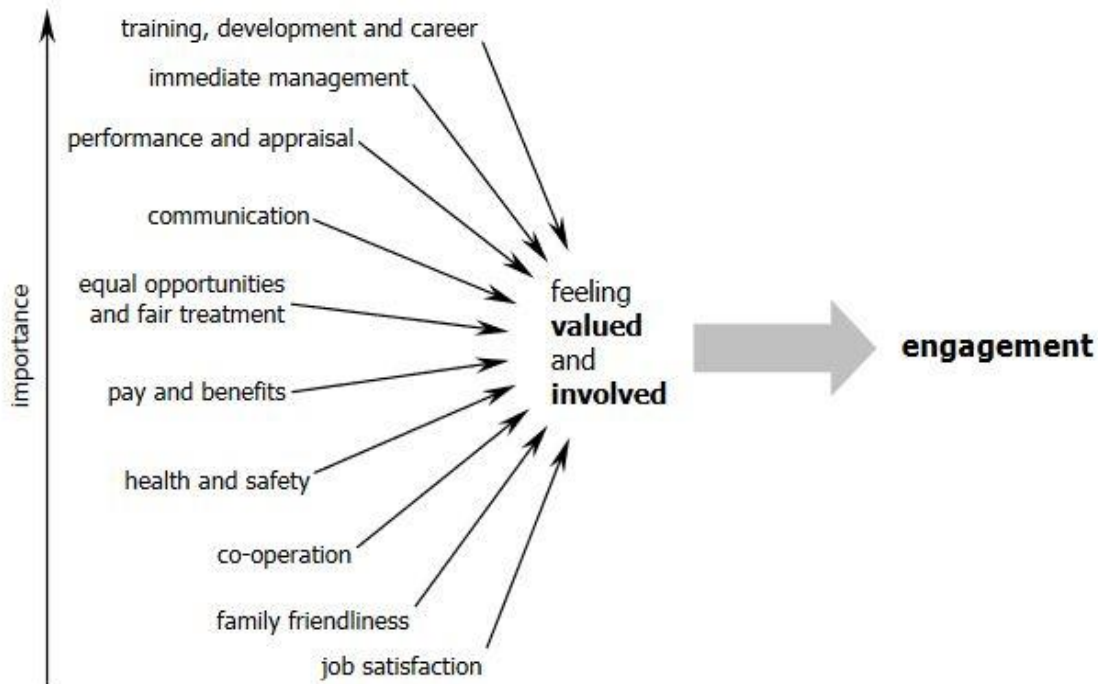 training, development and career
immediate management
performance and appraisal
communication
equal opportunities
and fair treatment
pay and benefits
health and safety
co-operation
family friendliness
job satisfaction
importance
feeling
valued
and
involved
engagement